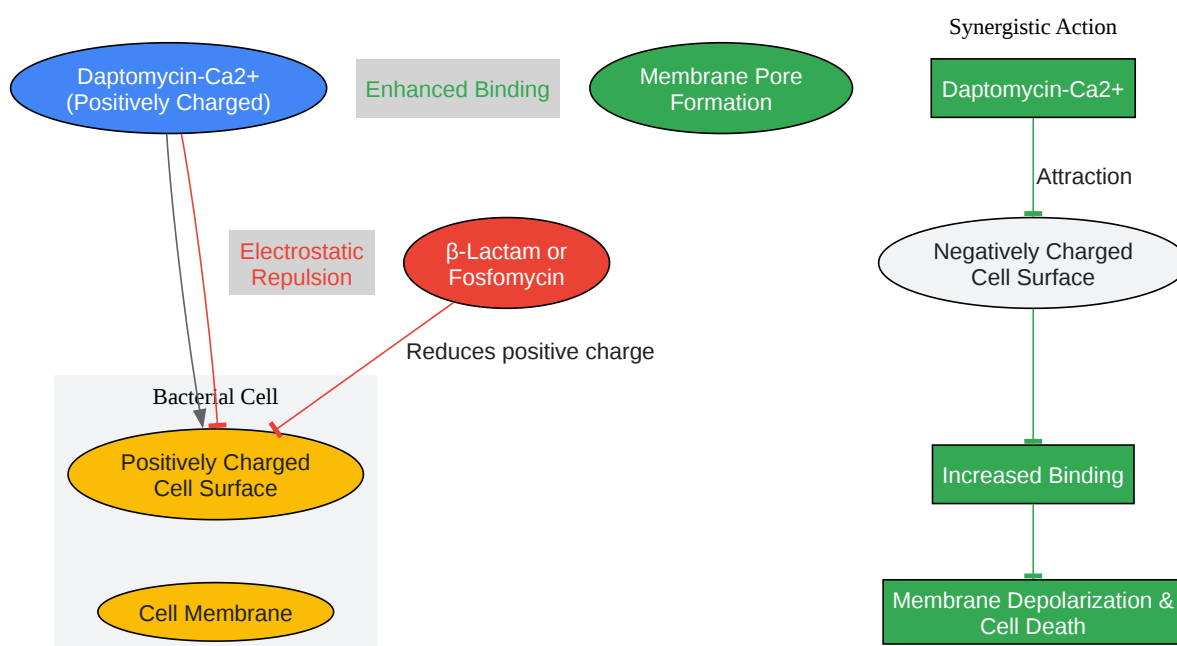 Synergistic Action
Daptomycin-Ca2+
(Positively Charged)
Enhanced Binding
Membrane Pore
Formation
Daptomycin-Ca2+
Attraction
Electrostatic
Repulsion
β-Lactam or
Fosfomycin
Negatively Charged
Cell Surface
Reduces positive charge
Bacterial Cell
Positively Charged
Cell Surface
Increased Binding
Cell Membrane
Membrane Depolarization &
Cell Death